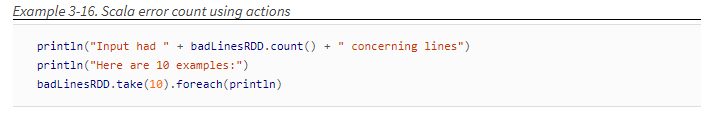 Example 3-16. Scala error count using actions
println("Input had " + badLinesRDD.count() + " concerning lines")
println("Here are 10 examples:")
badLinesRDD.take(10).foreach(println)